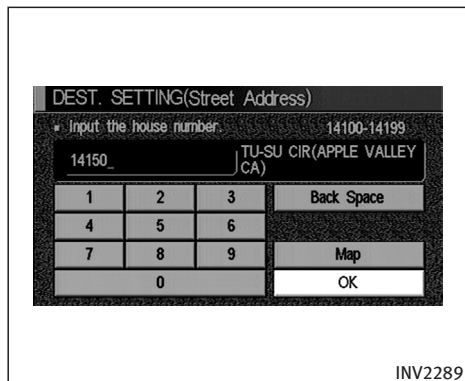 DEST. SETTING(Street Address)
▪ Input the house number. 14100-14199
14150_ TU-SU CIR(APPLE VALLEY
CA)
1 2 3 Back Space
4 5 6
7 8 9 Map
0 OK
INV2289